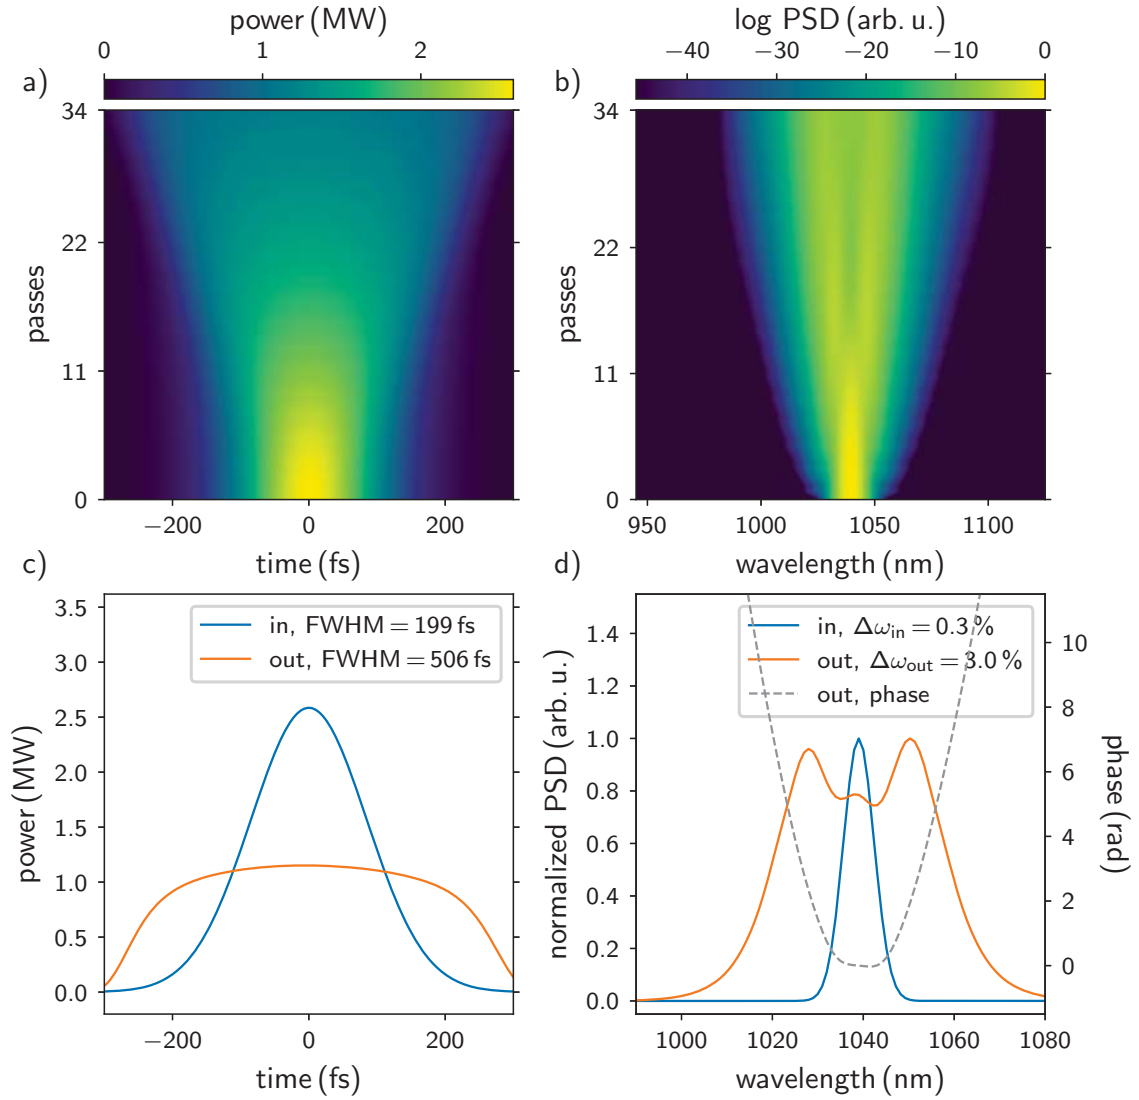 power (MW)
0 1 2
a)
34
22
11
0
passes
−200 0 200
time (fs)
log PSD (arb. u.)
−40 −30 −20 −10 0
b)
34
22
11
0
passes
950 1000 1050 1100
wavelength (nm)
c)
3.5
3.0
2.5
2.0
1.5
1.0
0.5
0.0
power (MW)
in, FWHM = 199 fs
out, FWHM = 506 fs
−200 0 200
time (fs)
d)
1.4
1.2
1.0
0.8
0.6
0.4
0.2
0.0
normalized PSD (arb. u.)
in, Δω_in = 0.3 %
out, Δω_out = 3.0 %
out, phase
10
8
6
4
2
0
phase (rad)
1000 1020 1040 1060 1080
wavelength (nm)